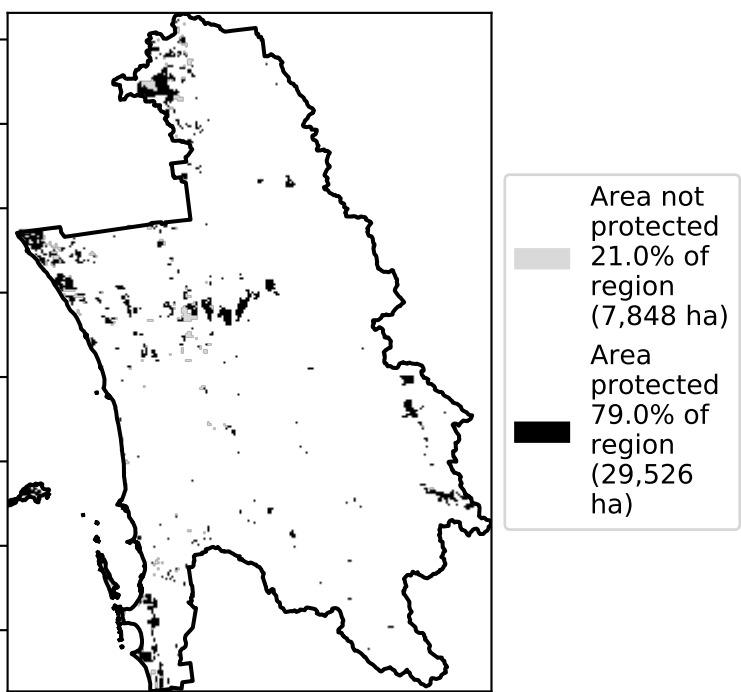 Area not
protected
21.0% of
region
(7,848 ha)
Area
protected
79.0% of
region
(29,526
ha)